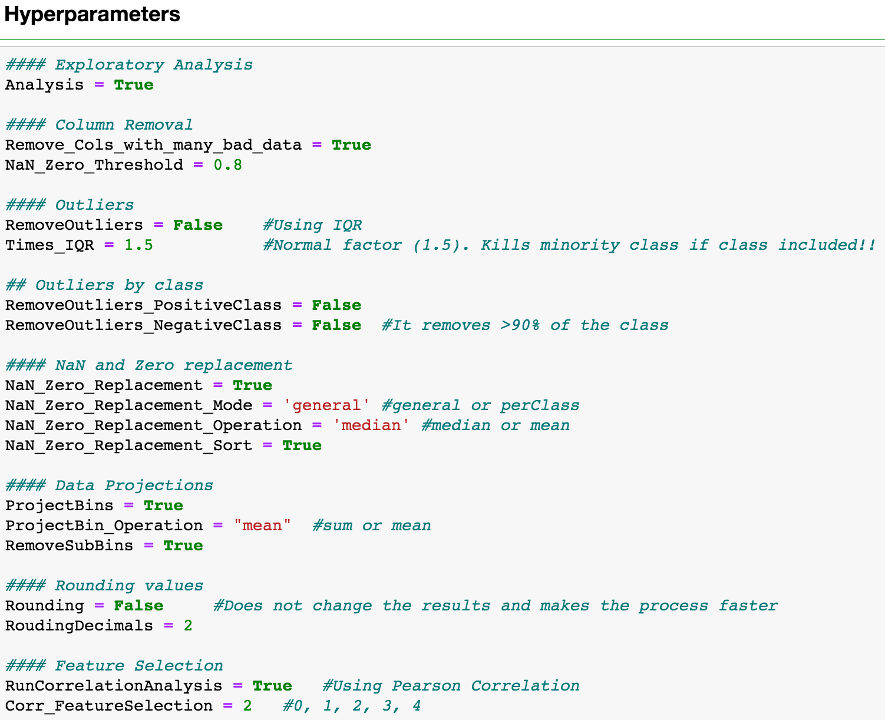 Hyperparameters
#### Exploratory Analysis
Analysis = True
#### Column Removal
Remove_Cols_with_many_bad_data = True
NaN_Zero_Threshold = 0.8
#### Outliers
RemoveOutliers = False    #Using IQR
Times_IQR = 1.5           #Normal factor (1.5). Kills minority class if class included!!
## Outliers by class
RemoveOutliers_PositiveClass = False
RemoveOutliers_NegativeClass = False  #It removes >90% of the class
#### NaN and Zero replacement
NaN_Zero_Replacement = True
NaN_Zero_Replacement_Mode = 'general' #general or perClass
NaN_Zero_Replacement_Operation = 'median' #median or mean
NaN_Zero_Replacement_Sort = True
#### Data Projections
ProjectBins = True
ProjectBin_Operation = "mean"  #sum or mean
RemoveSubBins = True
#### Rounding values
Rounding = False     #Does not change the results and makes the process faster
RoudingDecimals = 2
#### Feature Selection
RunCorrelationAnalysis = True   #Using Pearson Correlation
Corr_FeatureSelection = 2   #0, 1, 2, 3, 4